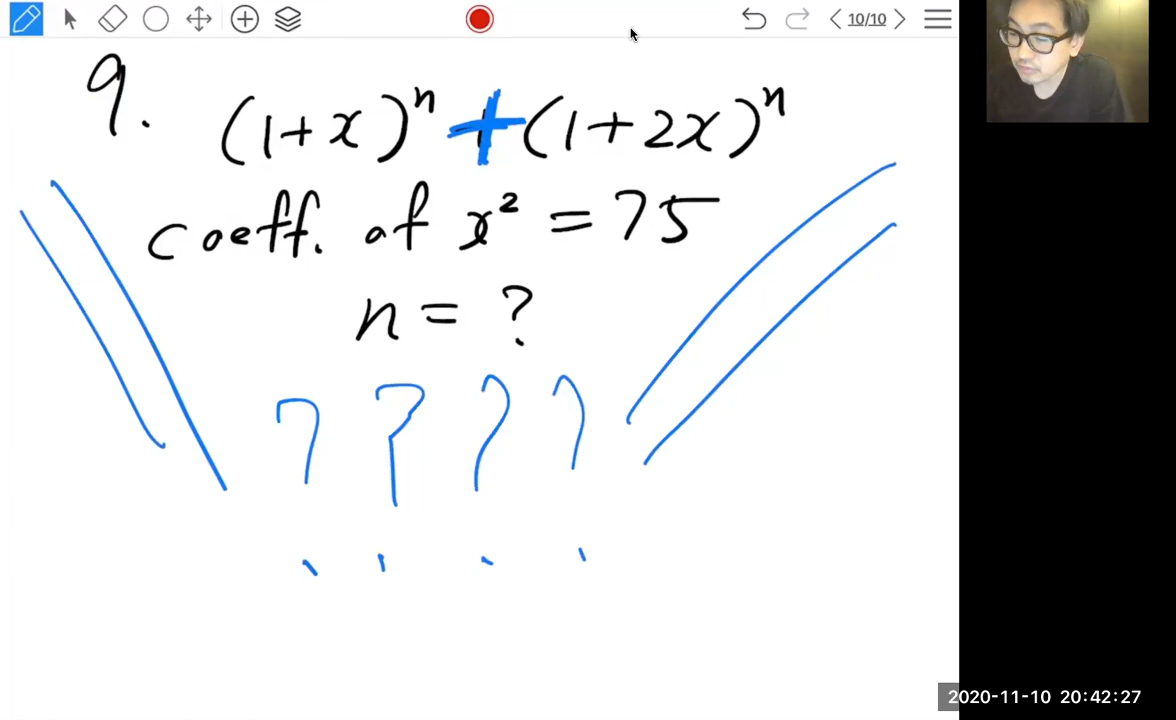 10/10
9. (1+x)ⁿ + (1+2x)ⁿ
coeff. of x² = 75
n = ?
? ? ? ?
2020-11-10 20:42:27